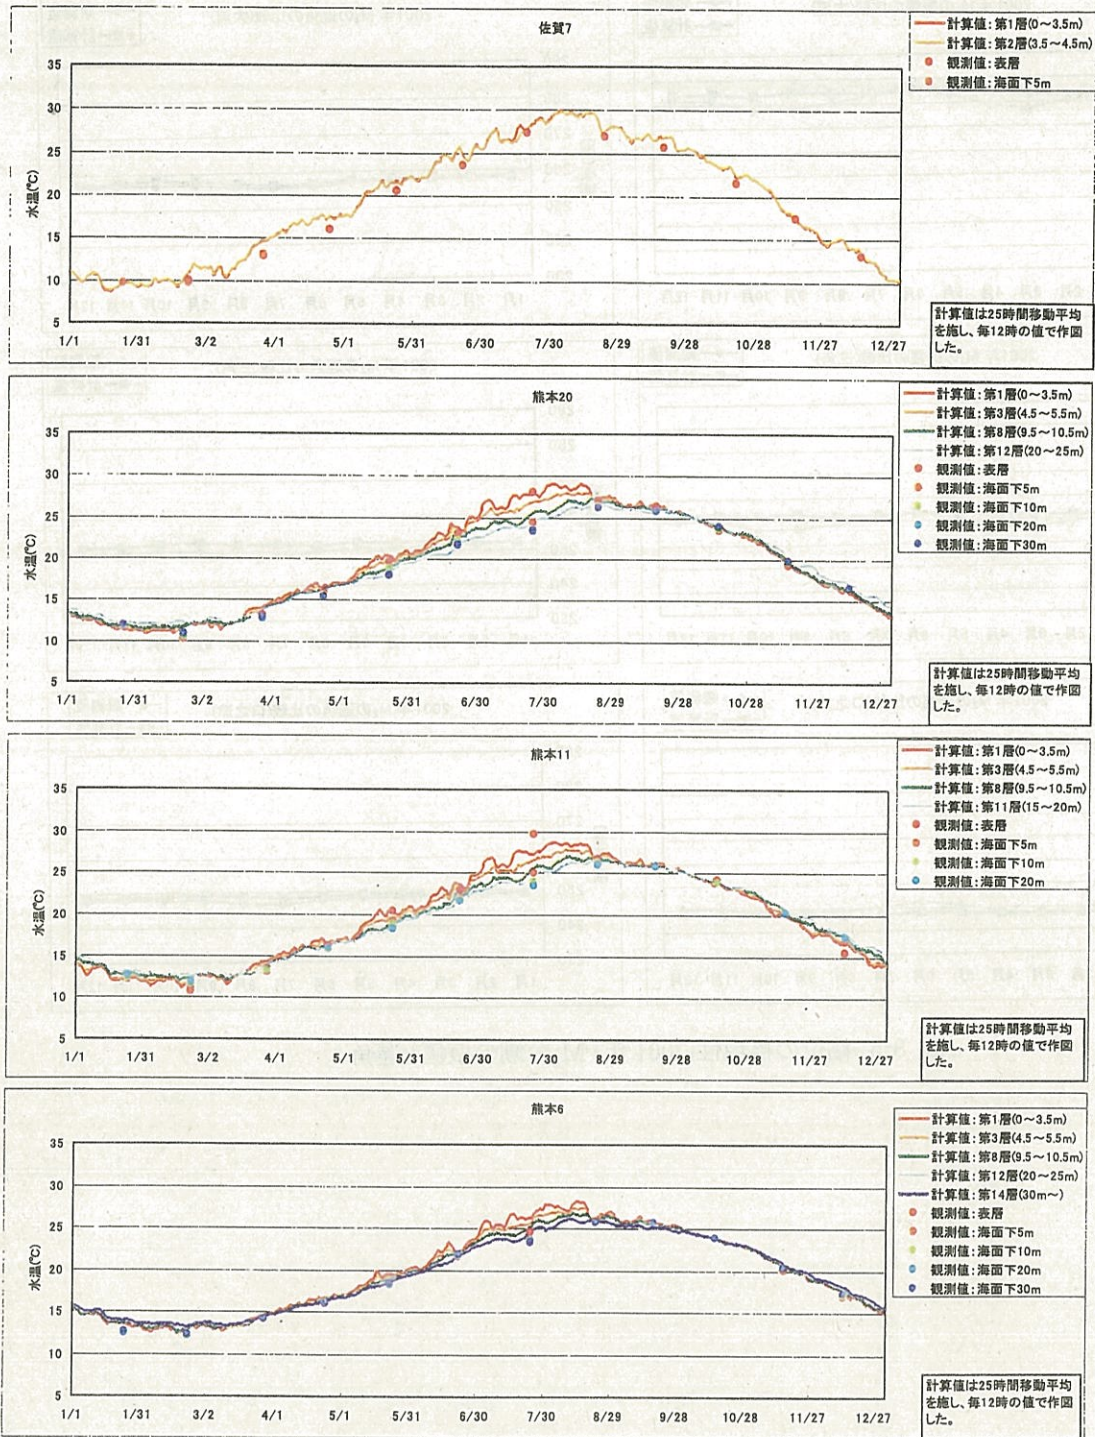 佐賀7
計算値:第1層(0～3.5m)
計算値:第2層(3.5～4.5m)
観測値:表層
観測値:海面下5m
水温(℃)
35
30
25
20
15
10
5
1/1 1/31 3/2 4/1 5/1 5/31 6/30 7/30 8/29 9/28 10/28 11/27 12/27
計算値は25時間移動平均
を施し、毎12時の値で作図
した。
熊本20
計算値:第1層(0～3.5m)
計算値:第3層(4.5～5.5m)
計算値:第8層(9.5～10.5m)
計算値:第12層(20～25m)
観測値:表層
観測値:海面下5m
観測値:海面下10m
観測値:海面下20m
観測値:海面下30m
水温(℃)
35
30
25
20
15
10
5
1/1 1/31 3/2 4/1 5/1 5/31 6/30 7/30 8/29 9/28 10/28 11/27 12/27
計算値は25時間移動平均
を施し、毎12時の値で作図
した。
熊本11
計算値:第1層(0～3.5m)
計算値:第3層(4.5～5.5m)
計算値:第8層(9.5～10.5m)
計算値:第11層(15～20m)
観測値:表層
観測値:海面下5m
観測値:海面下10m
観測値:海面下20m
水温(℃)
35
30
25
20
15
10
5
1/1 1/31 3/2 4/1 5/1 5/31 6/30 7/30 8/29 9/28 10/28 11/27 12/27
計算値は25時間移動平均
を施し、毎12時の値で作図
した。
熊本6
計算値:第1層(0～3.5m)
計算値:第3層(4.5～5.5m)
計算値:第8層(9.5～10.5m)
計算値:第12層(20～25m)
計算値:第14層(30m～)
観測値:表層
観測値:海面下5m
観測値:海面下10m
観測値:海面下20m
観測値:海面下30m
水温(℃)
35
30
25
20
15
10
5
1/1 1/31 3/2 4/1 5/1 5/31 6/30 7/30 8/29 9/28 10/28 11/27 12/27
計算値は25時間移動平均
を施し、毎12時の値で作図
した。